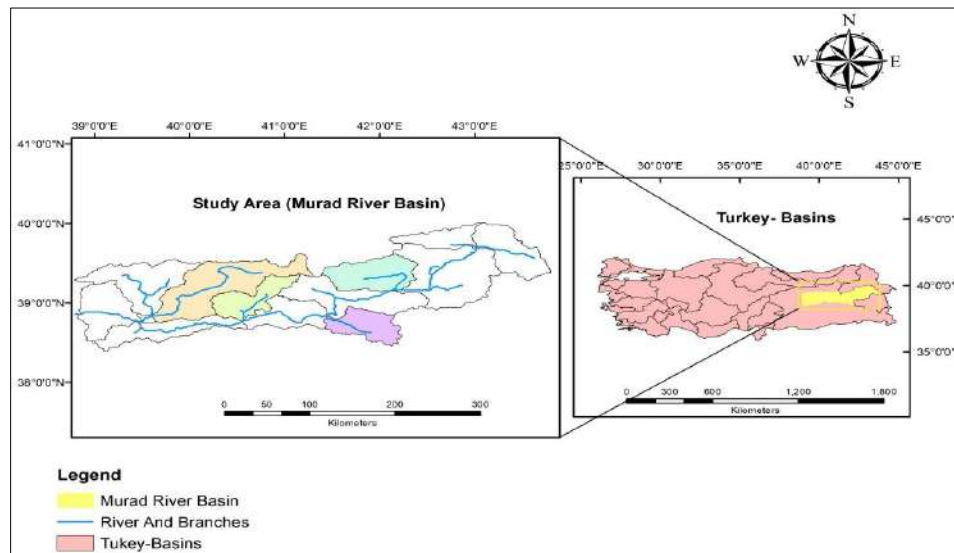 N
W E
S
39°0'0"E 40°0'0"E 41°0'0"E 42°0'0"E 43°0'0"E
41°0'0"N
40°0'0"N
39°0'0"N
38°0'0"N
Study Area (Murad River Basin)
0 50 100 200 300
Kilometers
25°0'0"E 30°0'0"E 35°0'0"E 40°0'0"E 45°0'0"E
Turkey- Basins
45°0'0"N
40°0'0"N
35°0'0"N
0 300 600 1,200 1,800
Kilometers
Legend
Murad River Basin
River And Branches
Tukey-Basins